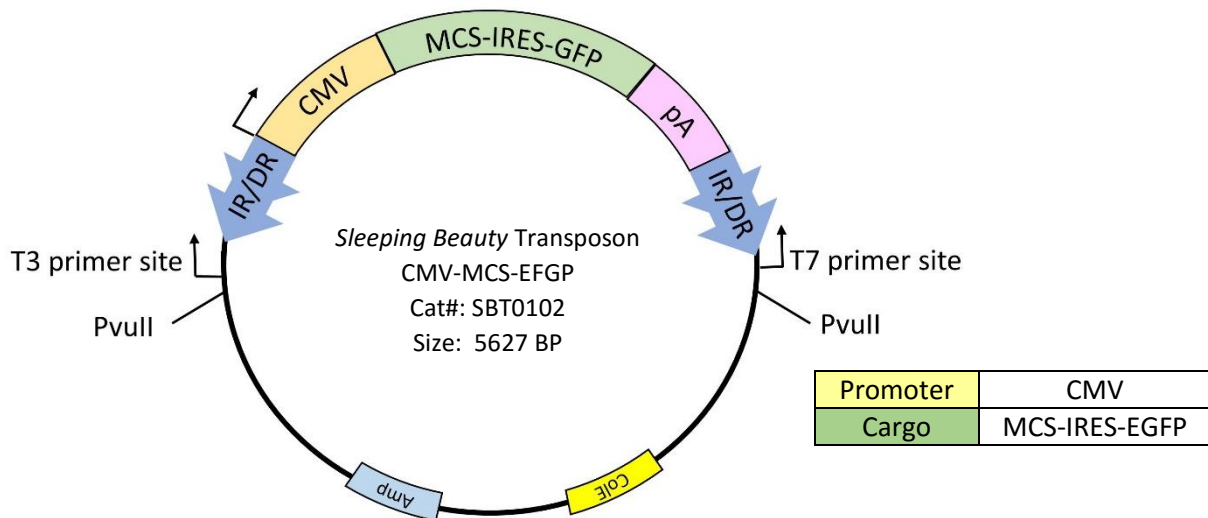 MCS-IRES-GFP
CMV
pA
IR/DR
IR/DR
Sleeping Beauty Transposon
CMV-MCS-EFGP
Cat#: SBT0102
Size: 5627 BP
T3 primer site
T7 primer site
PvuII
PvuII
Promoter CMV
Cargo MCS-IRES-EGFP
Amp
ColE